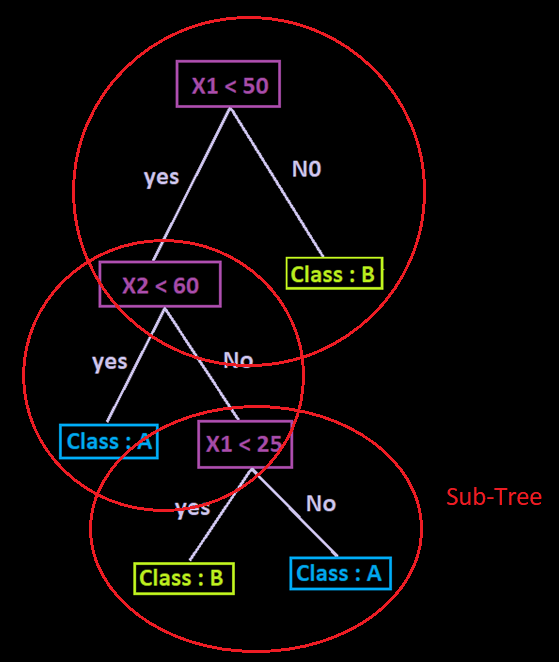 X1 < 50
yes
N0
X2 < 60
Class : B
yes
No
Class : A
X1 < 25
Sub-Tree
yes
No
Class : B
Class : A